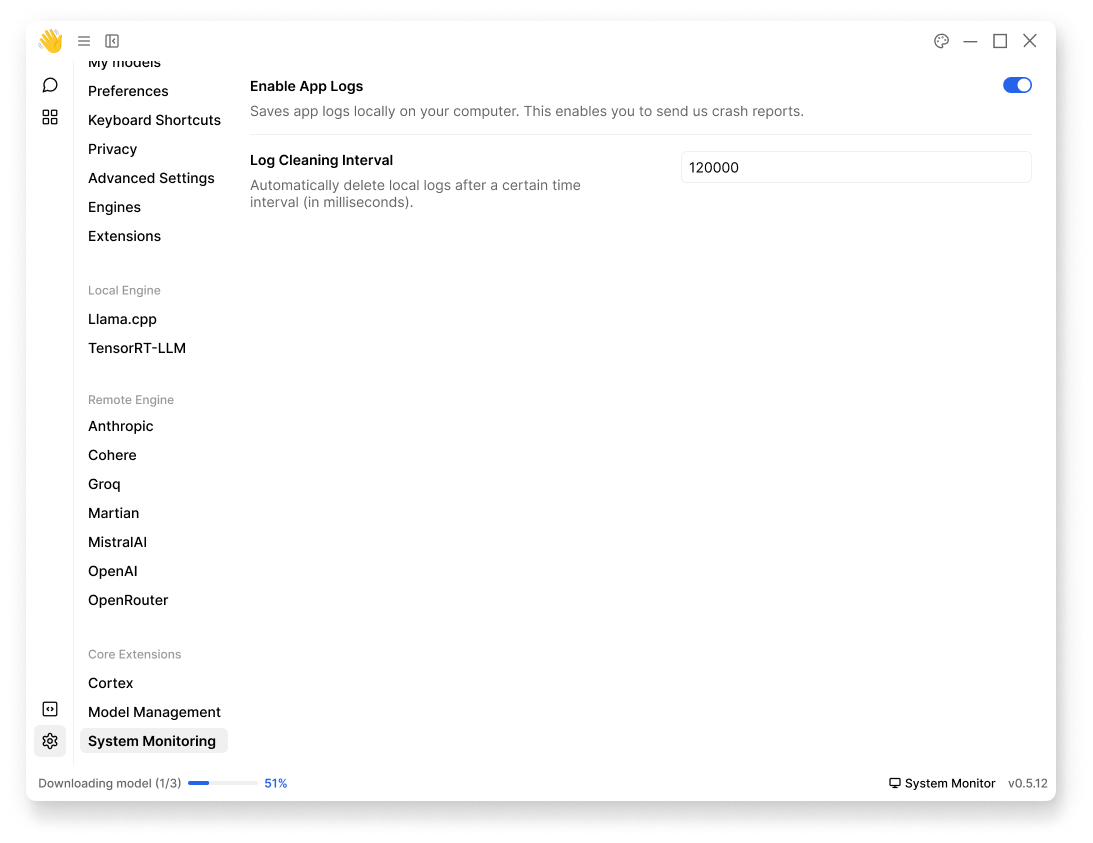 My models
Preferences
Keyboard Shortcuts
Privacy
Advanced Settings
Engines
Extensions
Local Engine
Llama.cpp
TensorRT-LLM
Remote Engine
Anthropic
Cohere
Groq
Martian
MistralAI
OpenAI
OpenRouter
Core Extensions
Cortex
Model Management
System Monitoring
Enable App Logs
Saves app logs locally on your computer. This enables you to send us crash reports.
Log Cleaning Interval
Automatically delete local logs after a certain time
interval (in milliseconds).
120000
Downloading model (1/3) 51%
System Monitor v0.5.12